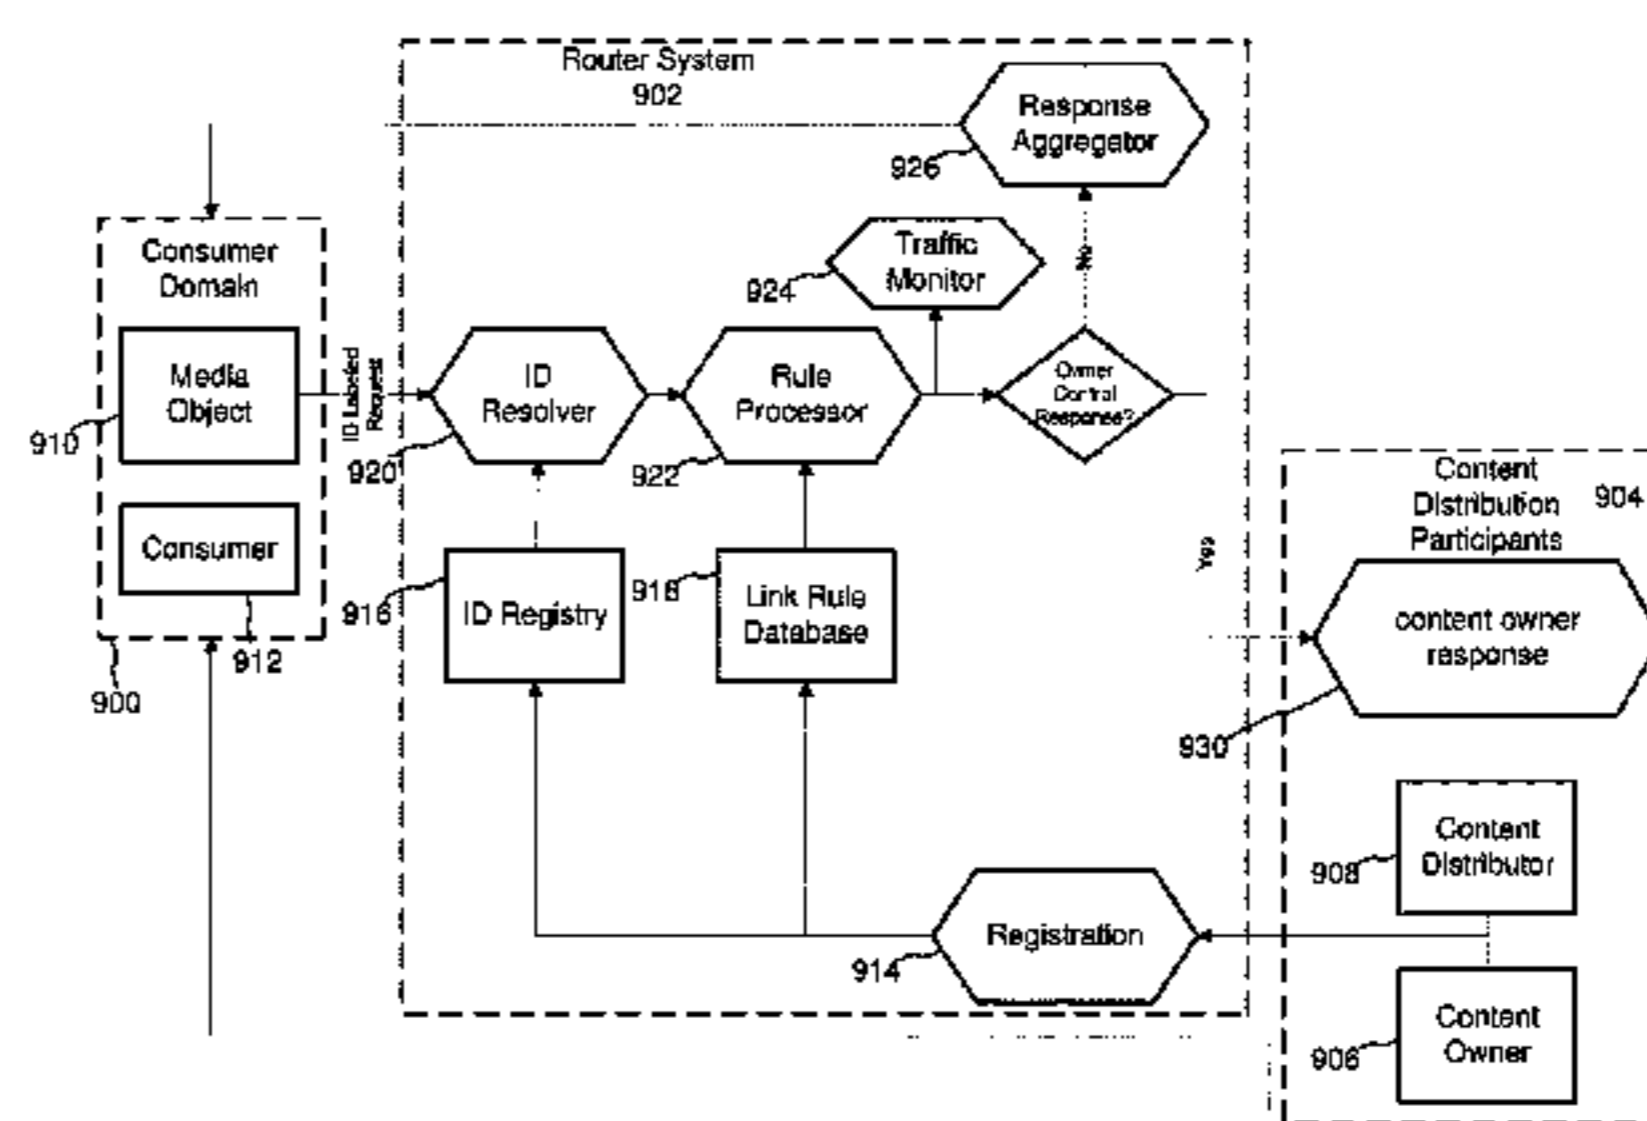 Router System
902
Response
Aggregator
926
Consumer
Domain
Traffic
Monitor
924
No
Media
Object
910
ID Labeled
Request
ID
Resolver
920
Rule
Processor
922
Owner
Control
Response?
Content
Distribution
Participants
904
Consumer
912
900
ID Registry
916
Link Rule
Database
918
Yes
content owner
response
930
Content
Distributor
908
Registration
914
Content
Owner
906